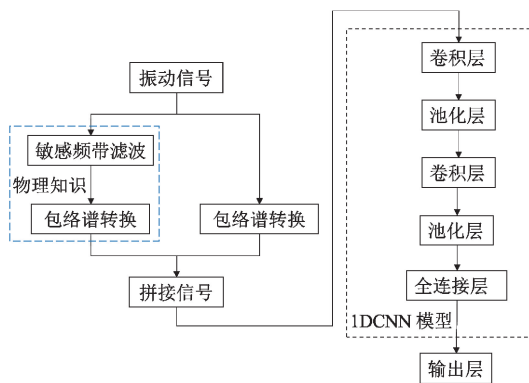 振动信号
敏感频带滤波
物理知识
包络谱转换
包络谱转换
拼接信号
卷积层
池化层
卷积层
池化层
全连接层
1DCNN 模型
输出层